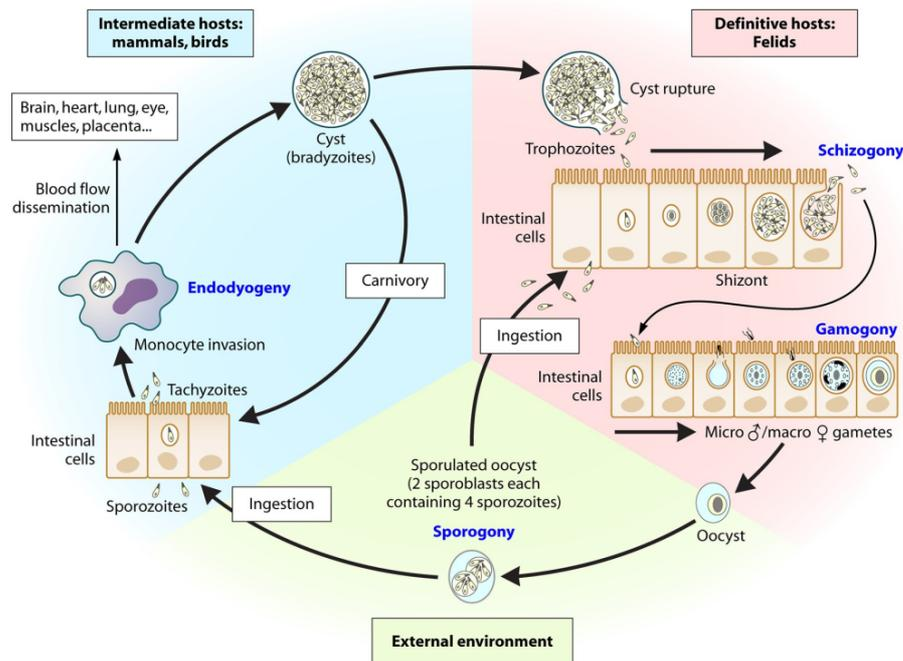 Intermediate hosts:
mammals, birds
Definitive hosts:
Felids
Brain, heart, lung, eye,
muscles, placenta...
Cyst
(bradyzoites)
Cyst rupture
Trophozoites
Schizogony
Blood flow
dissemination
Intestinal
cells
Shizont
Endodyogeny
Carnivory
Monocyte invasion
Ingestion
Gamogony
Tachyzoites
Intestinal
cells
Intestinal
cells
Micro ♂/macro ♀ gametes
Sporozoites
Ingestion
Sporulated oocyst
(2 sporoblasts each
containing 4 sporozoites)
Sporogony
Oocyst
External environment